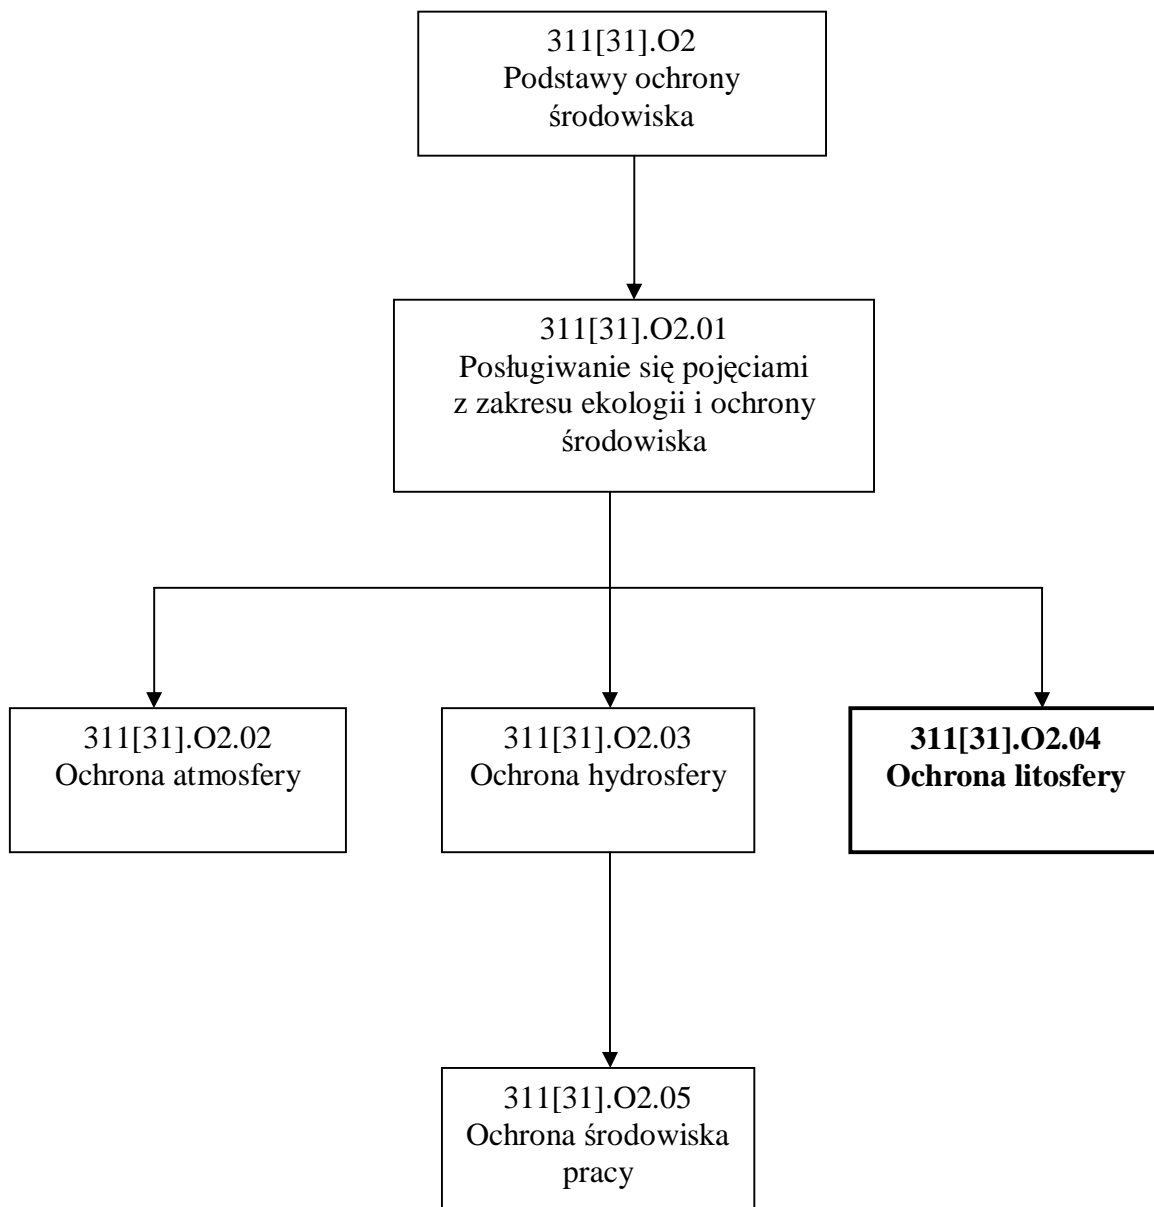 311[31].O2
Podstawy ochrony
środowiska
311[31].O2.01
Posługiwanie się pojęciami
z zakresu ekologii i ochrony
środowiska
311[31].O2.02
Ochrona atmosfery
311[31].O2.03
Ochrona hydrosfery
311[31].O2.04
Ochrona litosfery
311[31].O2.05
Ochrona środowiska
pracy